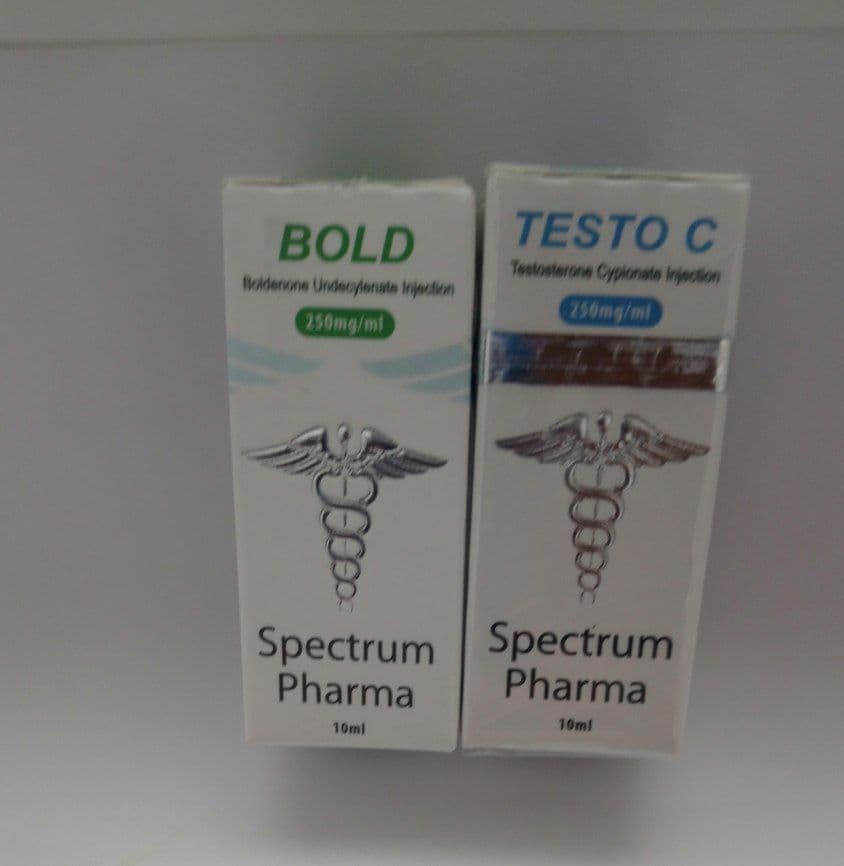 BOLD
Boldenone Undecylenate Injection
250mg/ml
Spectrum
Pharma
10ml
TESTO C
Testosterone Cypionate Injection
250mg/ml
Spectrum
Pharma
10ml